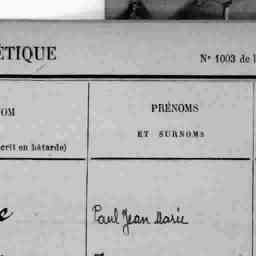 ÉTIQUE
N° 1003 de l
OM
PRÉNOMS
ET SURNOMS
crit en bâtarde)
Paul Jean Marie